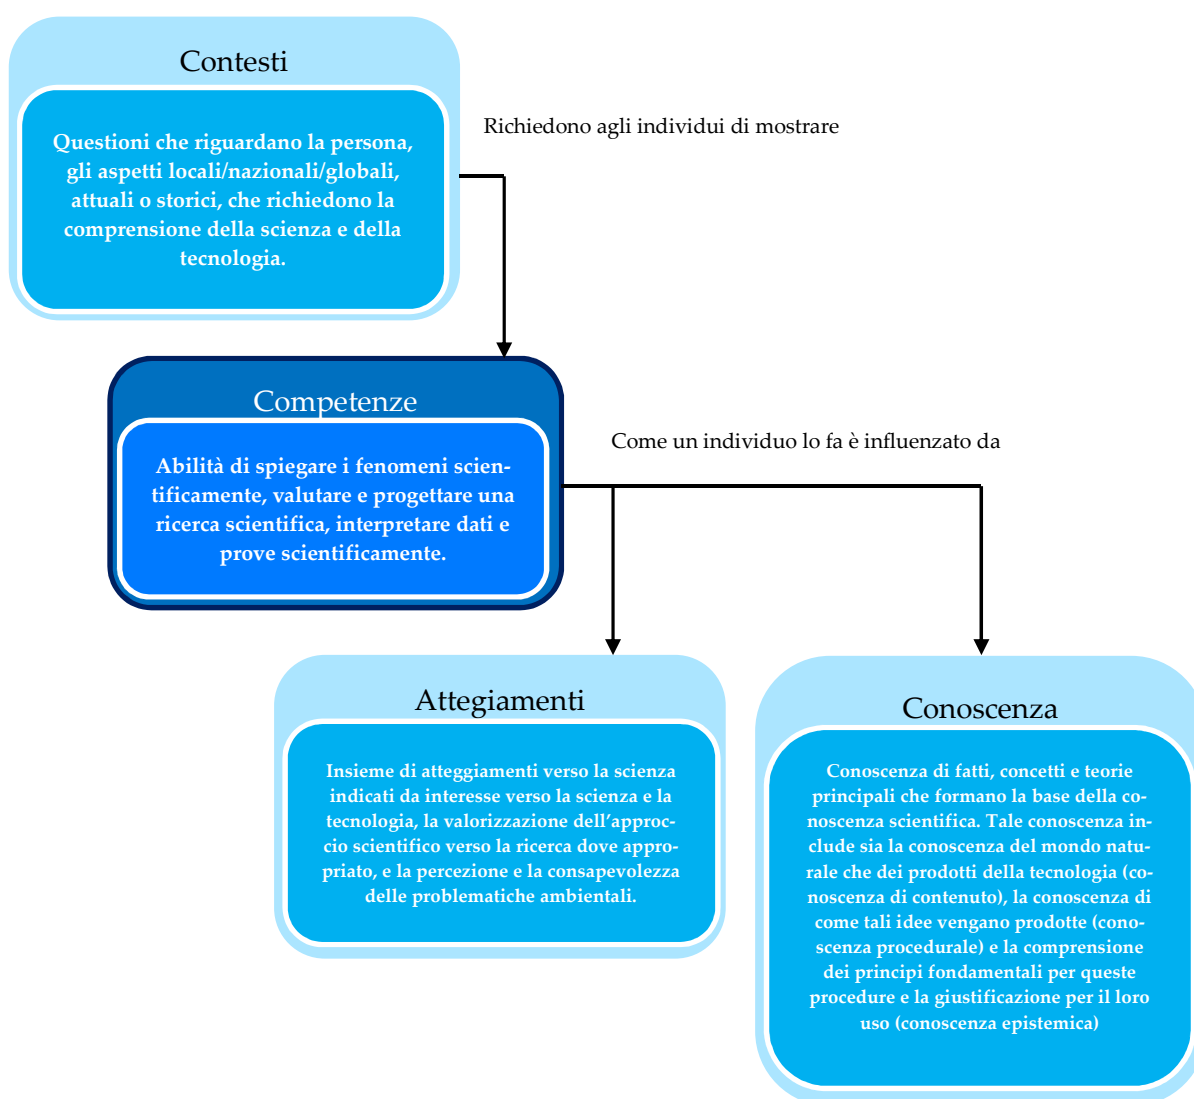 Contesti
Questioni che riguardano la persona,
gli aspetti locali/nazionali/globali,
attuali o storici, che richiedono la
comprensione della scienza e della
tecnologia.
Richiedono agli individui di mostrare
Competenze
Abilità di spiegare i fenomeni scien-
tificamente, valutare e progettare una
ricerca scientifica, interpretare dati e
prove scientificamente.
Come un individuo lo fa è influenzato da
Attegiamenti
Insieme di atteggiamenti verso la scienza
indicati da interesse verso la scienza e la
tecnologia, la valorizzazione dell’approc-
cio scientifico verso la ricerca dove appro-
priato, e la percezione e la consapevolezza
delle problematiche ambientali.
Conoscenza
Conoscenza di fatti, concetti e teorie
principali che formano la base della co-
noscenza scientifica. Tale conoscenza in-
clude sia la conoscenza del mondo natu-
rale che dei prodotti della tecnologia (co-
noscenza di contenuto), la conoscenza di
come tali idee vengano prodotte (cono-
scenza procedurale) e la comprensione
dei principi fondamentali per queste
procedure e la giustificazione per il loro
uso (conoscenza epistemica)